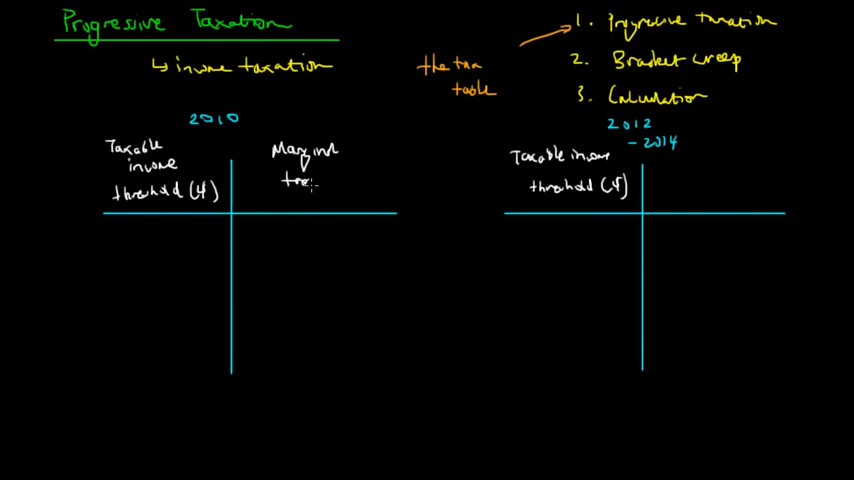 Progressive Taxation
↳ income taxation
the tax
table
1. Progressive taxation
2. Bracket creep
3. Calculation
2010
Taxable
income
threshold
Marginal
2012
- 2014
Taxable income
threshold